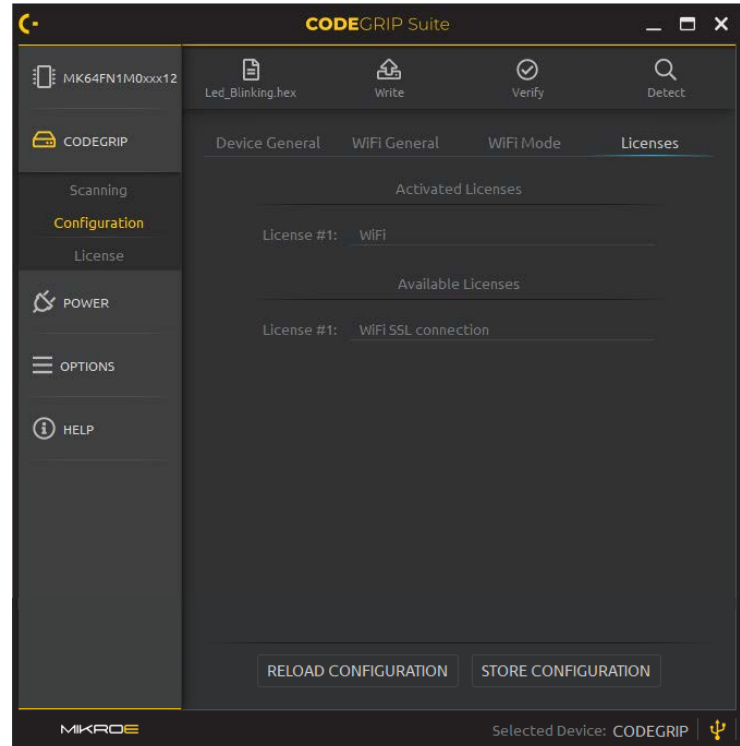 CODEGRIP Suite
MK64FN1M0xxx12
Led_Blinking.hex
Write
Verify
Detect
CODEGRIP
Scanning
Configuration
License
POWER
OPTIONS
HELP
Device General
WiFi General
WiFi Mode
Licenses
Activated Licenses
License #1: WiFi
Available Licenses
License #1: WiFi SSL connection
RELOAD CONFIGURATION
STORE CONFIGURATION
MIKROE
Selected Device: CODEGRIP